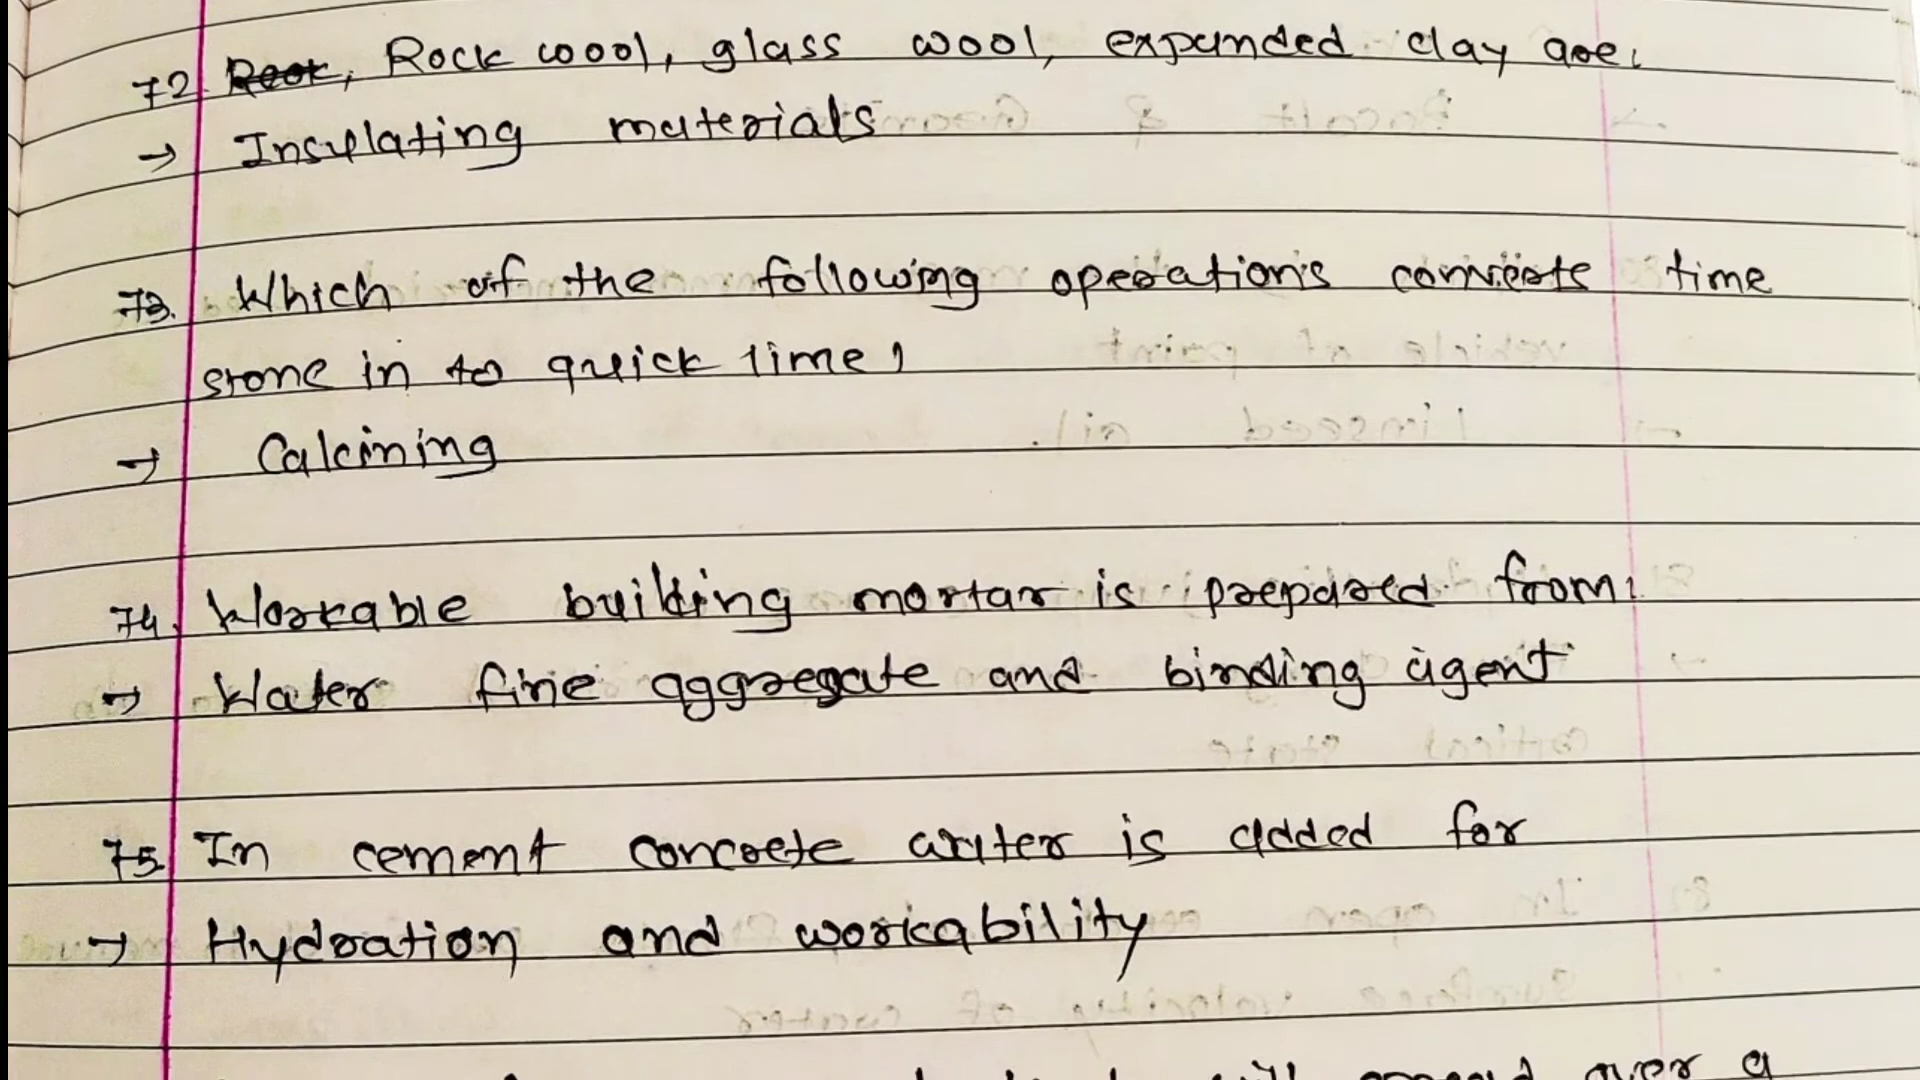 72. Rock, Rock wool, glass wool, expanded clay are:
→ Insulating materials
73. Which of the following operations converts time
stone in to quick lime,
→ Calcining
74. Workable building mortar is prepared from:
→ Water fine aggregate and binding agent
75. In cement concrete water is added for
→ Hydration and workability
over a